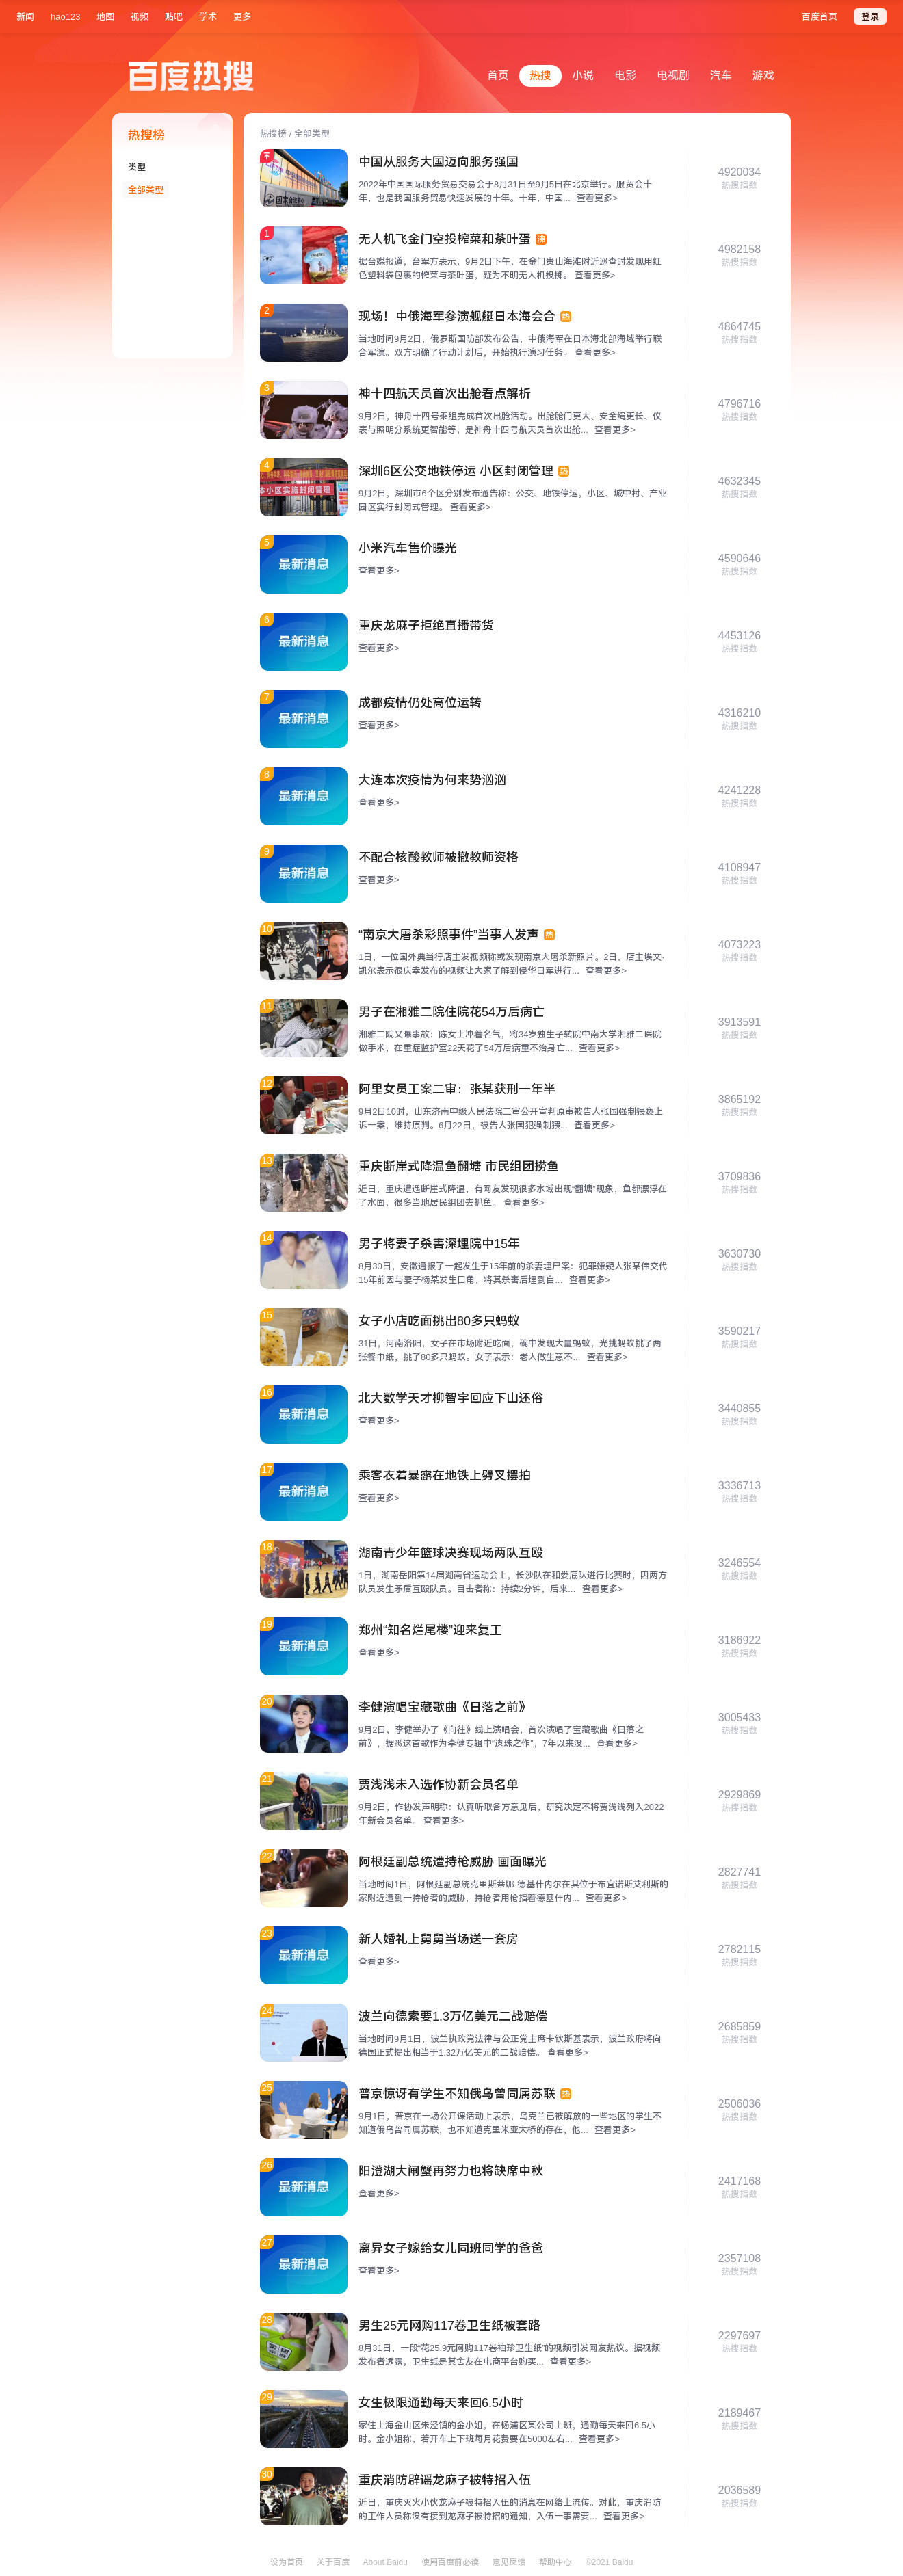 新闻 hao123 地图 视频 贴吧 学术 更多 百度首页 登录
百度热搜
首页 热搜 小说 电影 电视剧 汽车 游戏
热搜榜
类型
全部类型
热搜榜 / 全部类型
中国从服务大国迈向服务强国
2022年中国国际服务贸易交易会于8月31日至9月5日在北京举行。服贸会十
年，也是我国服务贸易快速发展的十年。十年，中国... 查看更多>
4920034
热搜指数
1
无人机飞金门空投榨菜和茶叶蛋 沸
据台媒报道，台军方表示，9月2日下午，在金门贵山海滩附近巡查时发现用红
色塑料袋包裹的榨菜与茶叶蛋，疑为不明无人机投掷。 查看更多>
4982158
热搜指数
2
现场！中俄海军参演舰艇日本海会合 热
当地时间9月2日，俄罗斯国防部发布公告，中俄海军在日本海北部海域举行联
合军演。双方明确了行动计划后，开始执行演习任务。 查看更多>
4864745
热搜指数
3
神十四航天员首次出舱看点解析
9月2日，神舟十四号乘组完成首次出舱活动。出舱舱门更大、安全绳更长、仪
表与照明分系统更智能等，是神舟十四号航天员首次出舱... 查看更多>
4796716
热搜指数
4
本小区实施封闭管理
深圳6区公交地铁停运 小区封闭管理 热
9月2日，深圳市6个区分别发布通告称：公交、地铁停运，小区、城中村、产业
园区实行封闭式管理。 查看更多>
4632345
热搜指数
5
最新消息
小米汽车售价曝光
查看更多>
4590646
热搜指数
6
最新消息
重庆龙麻子拒绝直播带货
查看更多>
4453126
热搜指数
7
最新消息
成都疫情仍处高位运转
查看更多>
4316210
热搜指数
8
最新消息
大连本次疫情为何来势汹汹
查看更多>
4241228
热搜指数
9
最新消息
不配合核酸教师被撤教师资格
查看更多>
4108947
热搜指数
10
“南京大屠杀彩照事件”当事人发声 热
1日，一位国外典当行店主发视频称或发现南京大屠杀新照片。2日，店主埃文·
凯尔表示很庆幸发布的视频让大家了解到侵华日军进行... 查看更多>
4073223
热搜指数
11
男子在湘雅二院住院花54万后病亡
湘雅二院又曝事故：陈女士冲着名气，将34岁独生子转院中南大学湘雅二医院
做手术，在重症监护室22天花了54万后病重不治身亡... 查看更多>
3913591
热搜指数
12
阿里女员工案二审：张某获刑一年半
9月2日10时，山东济南中级人民法院二审公开宣判原审被告人张国强制猥亵上
诉一案，维持原判。6月22日，被告人张国犯强制猥... 查看更多>
3865192
热搜指数
13
重庆断崖式降温鱼翻塘 市民组团捞鱼
近日，重庆遭遇断崖式降温，有网友发现很多水域出现“翻塘”现象，鱼都漂浮在
了水面，很多当地居民组团去抓鱼。 查看更多>
3709836
热搜指数
14
男子将妻子杀害深埋院中15年
8月30日，安徽通报了一起发生于15年前的杀妻埋尸案：犯罪嫌疑人张某伟交代
15年前因与妻子杨某发生口角，将其杀害后埋到自... 查看更多>
3630730
热搜指数
15
女子小店吃面挑出80多只蚂蚁
31日，河南洛阳，女子在市场附近吃面，碗中发现大量蚂蚁，光挑蚂蚁挑了两
张餐巾纸，挑了80多只蚂蚁。女子表示：老人做生意不... 查看更多>
3590217
热搜指数
16
最新消息
北大数学天才柳智宇回应下山还俗
查看更多>
3440855
热搜指数
17
最新消息
乘客衣着暴露在地铁上劈叉摆拍
查看更多>
3336713
热搜指数
18
湖南青少年篮球决赛现场两队互殴
1日，湖南岳阳第14届湖南省运动会上，长沙队在和娄底队进行比赛时，因两方
队员发生矛盾互殴队员。目击者称：持续2分钟，后来... 查看更多>
3246554
热搜指数
19
最新消息
郑州“知名烂尾楼”迎来复工
查看更多>
3186922
热搜指数
20
李健演唱宝藏歌曲《日落之前》
9月2日，李健举办了《向往》线上演唱会，首次演唱了宝藏歌曲《日落之
前》，据悉这首歌作为李健专辑中“遗珠之作”，7年以来没... 查看更多>
3005433
热搜指数
21
贾浅浅未入选作协新会员名单
9月2日，作协发声明称：认真听取各方意见后，研究决定不将贾浅浅列入2022
年新会员名单。 查看更多>
2929869
热搜指数
22
阿根廷副总统遭持枪威胁 画面曝光
当地时间1日，阿根廷副总统克里斯蒂娜·德基什内尔在其位于布宜诺斯艾利斯的
家附近遭到一持枪者的威胁，持枪者用枪指着德基什内... 查看更多>
2827741
热搜指数
23
最新消息
新人婚礼上舅舅当场送一套房
查看更多>
2782115
热搜指数
24
波兰向德索要1.3万亿美元二战赔偿
当地时间9月1日，波兰执政党法律与公正党主席卡钦斯基表示，波兰政府将向
德国正式提出相当于1.32万亿美元的二战赔偿。 查看更多>
2685859
热搜指数
25
普京惊讶有学生不知俄乌曾同属苏联 热
9月1日，普京在一场公开课活动上表示，乌克兰已被解放的一些地区的学生不
知道俄乌曾同属苏联，也不知道克里米亚大桥的存在，他... 查看更多>
2506036
热搜指数
26
最新消息
阳澄湖大闸蟹再努力也将缺席中秋
查看更多>
2417168
热搜指数
27
最新消息
离异女子嫁给女儿同班同学的爸爸
查看更多>
2357108
热搜指数
28
男生25元网购117卷卫生纸被套路
8月31日，一段“花25.9元网购117卷袖珍卫生纸”的视频引发网友热议。据视频
发布者透露，卫生纸是其舍友在电商平台购买... 查看更多>
2297697
热搜指数
29
女生极限通勤每天来回6.5小时
家住上海金山区朱泾镇的金小姐，在杨浦区某公司上班，通勤每天来回6.5小
时。金小姐称，若开车上下班每月花费要在5000左右... 查看更多>
2189467
热搜指数
30
重庆消防辟谣龙麻子被特招入伍
近日，重庆灭火小伙龙麻子被特招入伍的消息在网络上流传。对此，重庆消防
的工作人员称没有接到龙麻子被特招的通知，入伍一事需要... 查看更多>
2036589
热搜指数
设为首页 关于百度 About Baidu 使用百度前必读 意见反馈 帮助中心 ©2021 Baidu